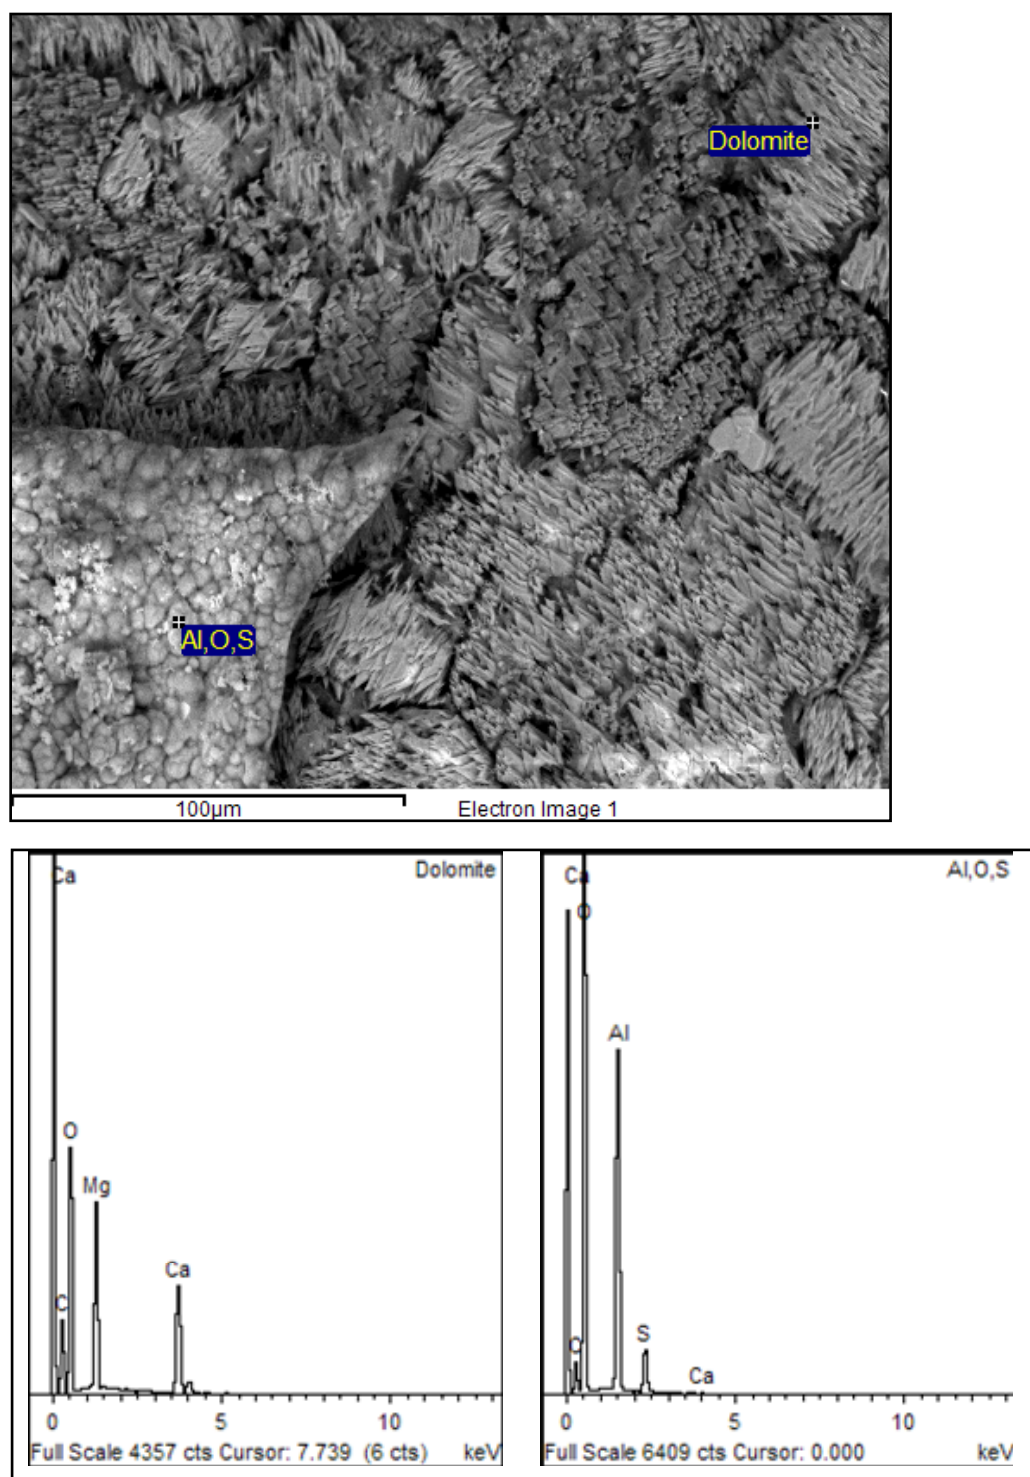 Dolomite
Al,O,S
100µm Electron Image 1
Ca Dolomite
O
Mg
Ca
C
0 5 10
Full Scale 4357 cts Cursor: 7.739 (6 cts) keV
Ca Al,O,S
O
Al
S
C
Ca
0 5 10
Full Scale 6409 cts Cursor: 0.000 keV